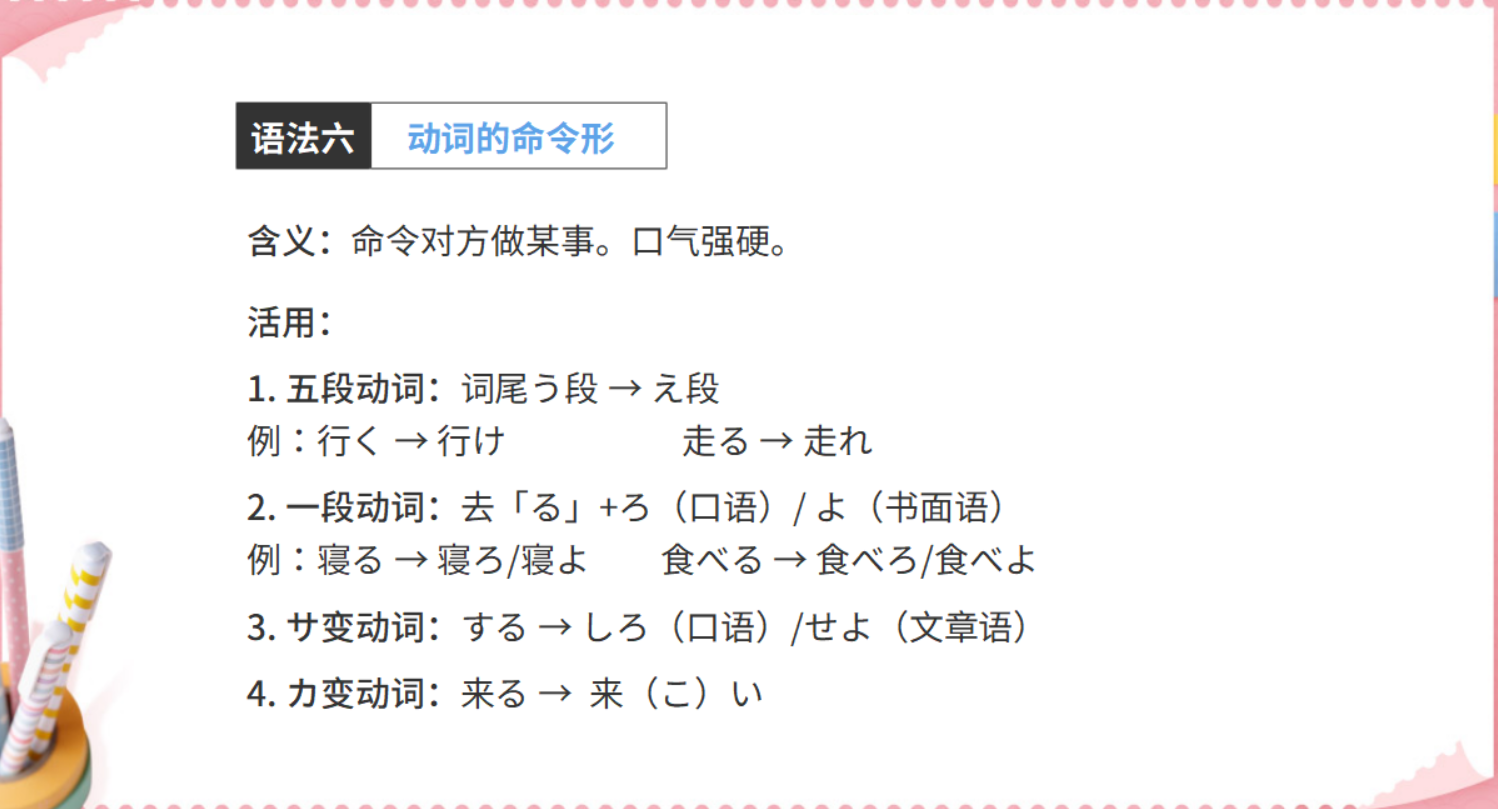 语法六 动词的命令形
含义：命令对方做某事。口气强硬。
活用：
1. 五段动词：词尾う段 → え段
例：行く → 行け 走る → 走れ
2. 一段动词：去「る」+ろ（口语）/ よ（书面语）
例：寝る → 寝ろ/寝よ 食べる → 食べろ/食べよ
3. サ变动词：する → しろ（口语）/せよ（文章语）
4. カ变动词：来る → 来（こ）い